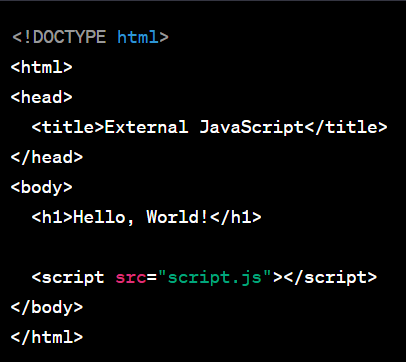 <!DOCTYPE html>
<html>
<head>
  <title>External JavaScript</title>
</head>
<body>
  <h1>Hello, World!</h1>

  <script src="script.js"></script>
</body>
</html>